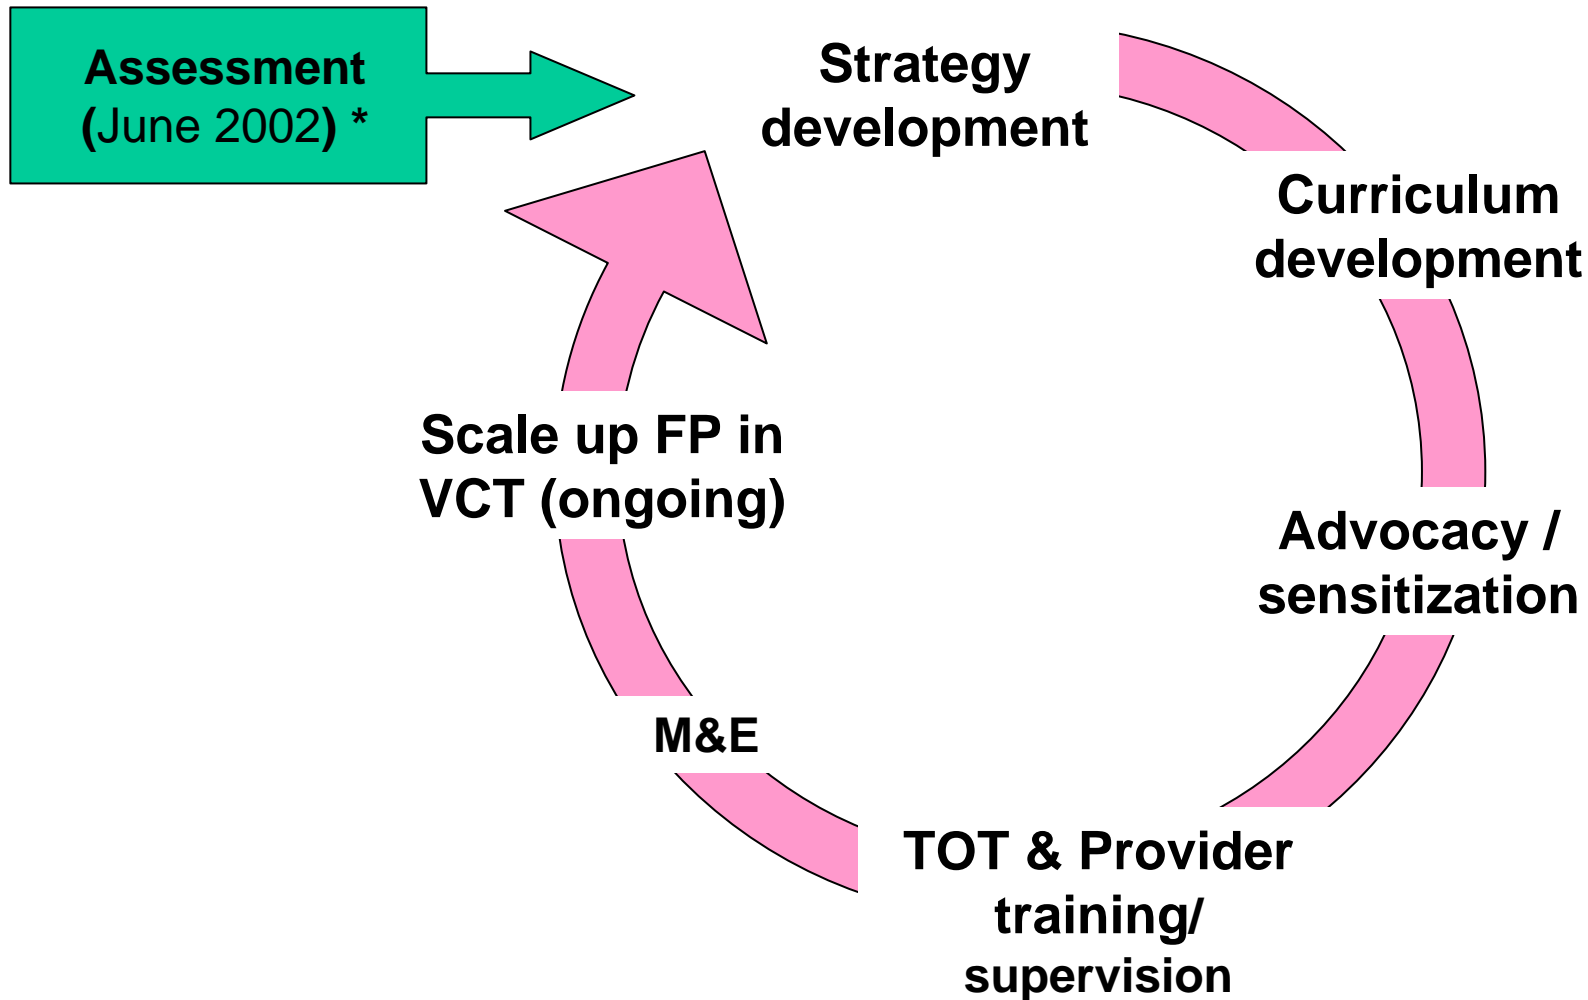 Assessment
(June 2002) *
Strategy
development
Curriculum
development
Advocacy /
sensitization
TOT & Provider
training/
supervision
M&E
Scale up FP in
VCT (ongoing)